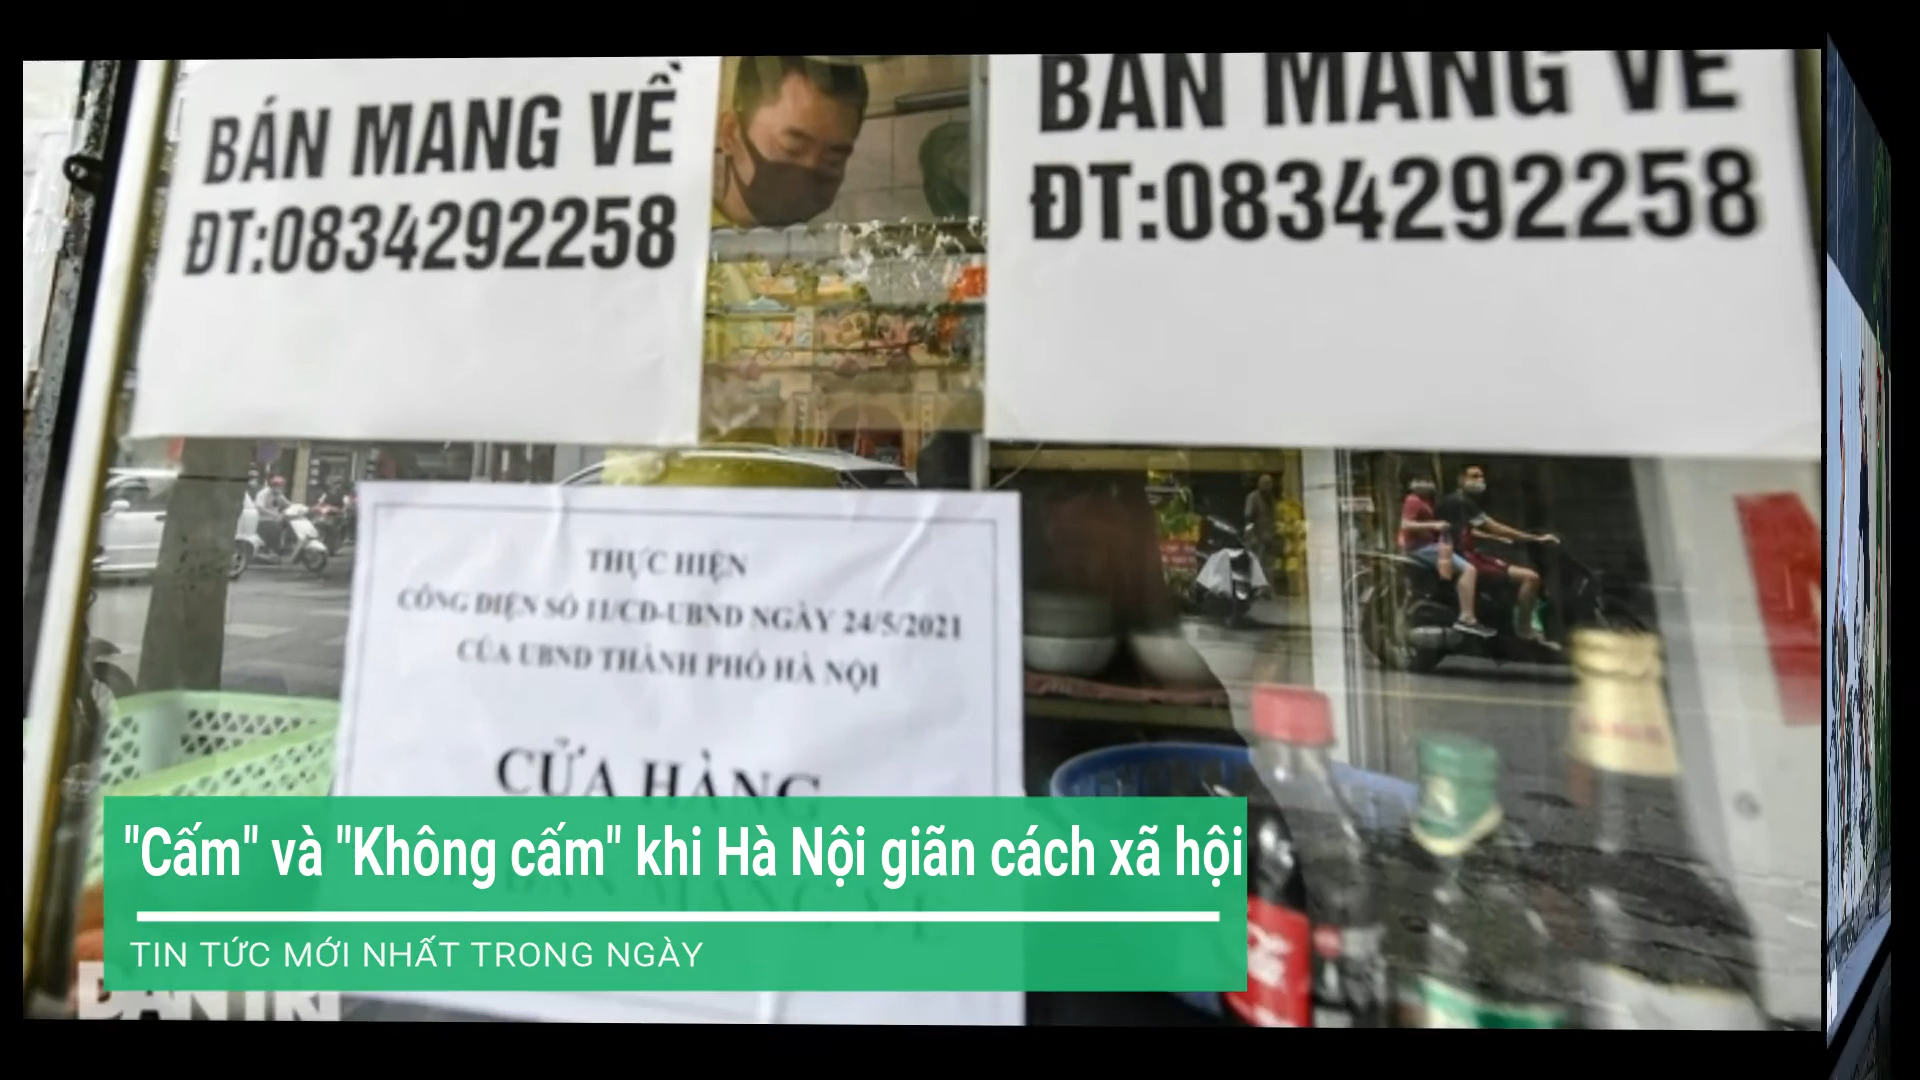 BÁN MANG VỀ
ĐT:0834292258
BÁN MANG VỀ
ĐT:0834292258
THỰC HIỆN
CÔNG ĐIỆN SỐ 11/CĐ-UBND NGÀY 24/5/2021
CỦA UBND THÀNH PHỐ HÀ NỘI
CỬA HÀNG
"Cấm" và "Không cấm" khi Hà Nội giãn cách xã hội
TIN TỨC MỚI NHẤT TRONG NGÀY